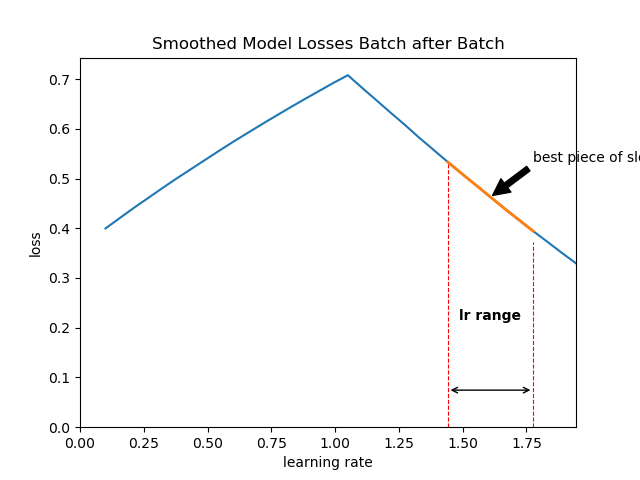 Smoothed Model Losses Batch after Batch
0.7
0.6
best piece of
0.5
0.4
loss
0.3
lr range
0.2
0.1
0.0
0.00 0.25 0.50 0.75 1.00 1.25 1.50 1.75
learning rate